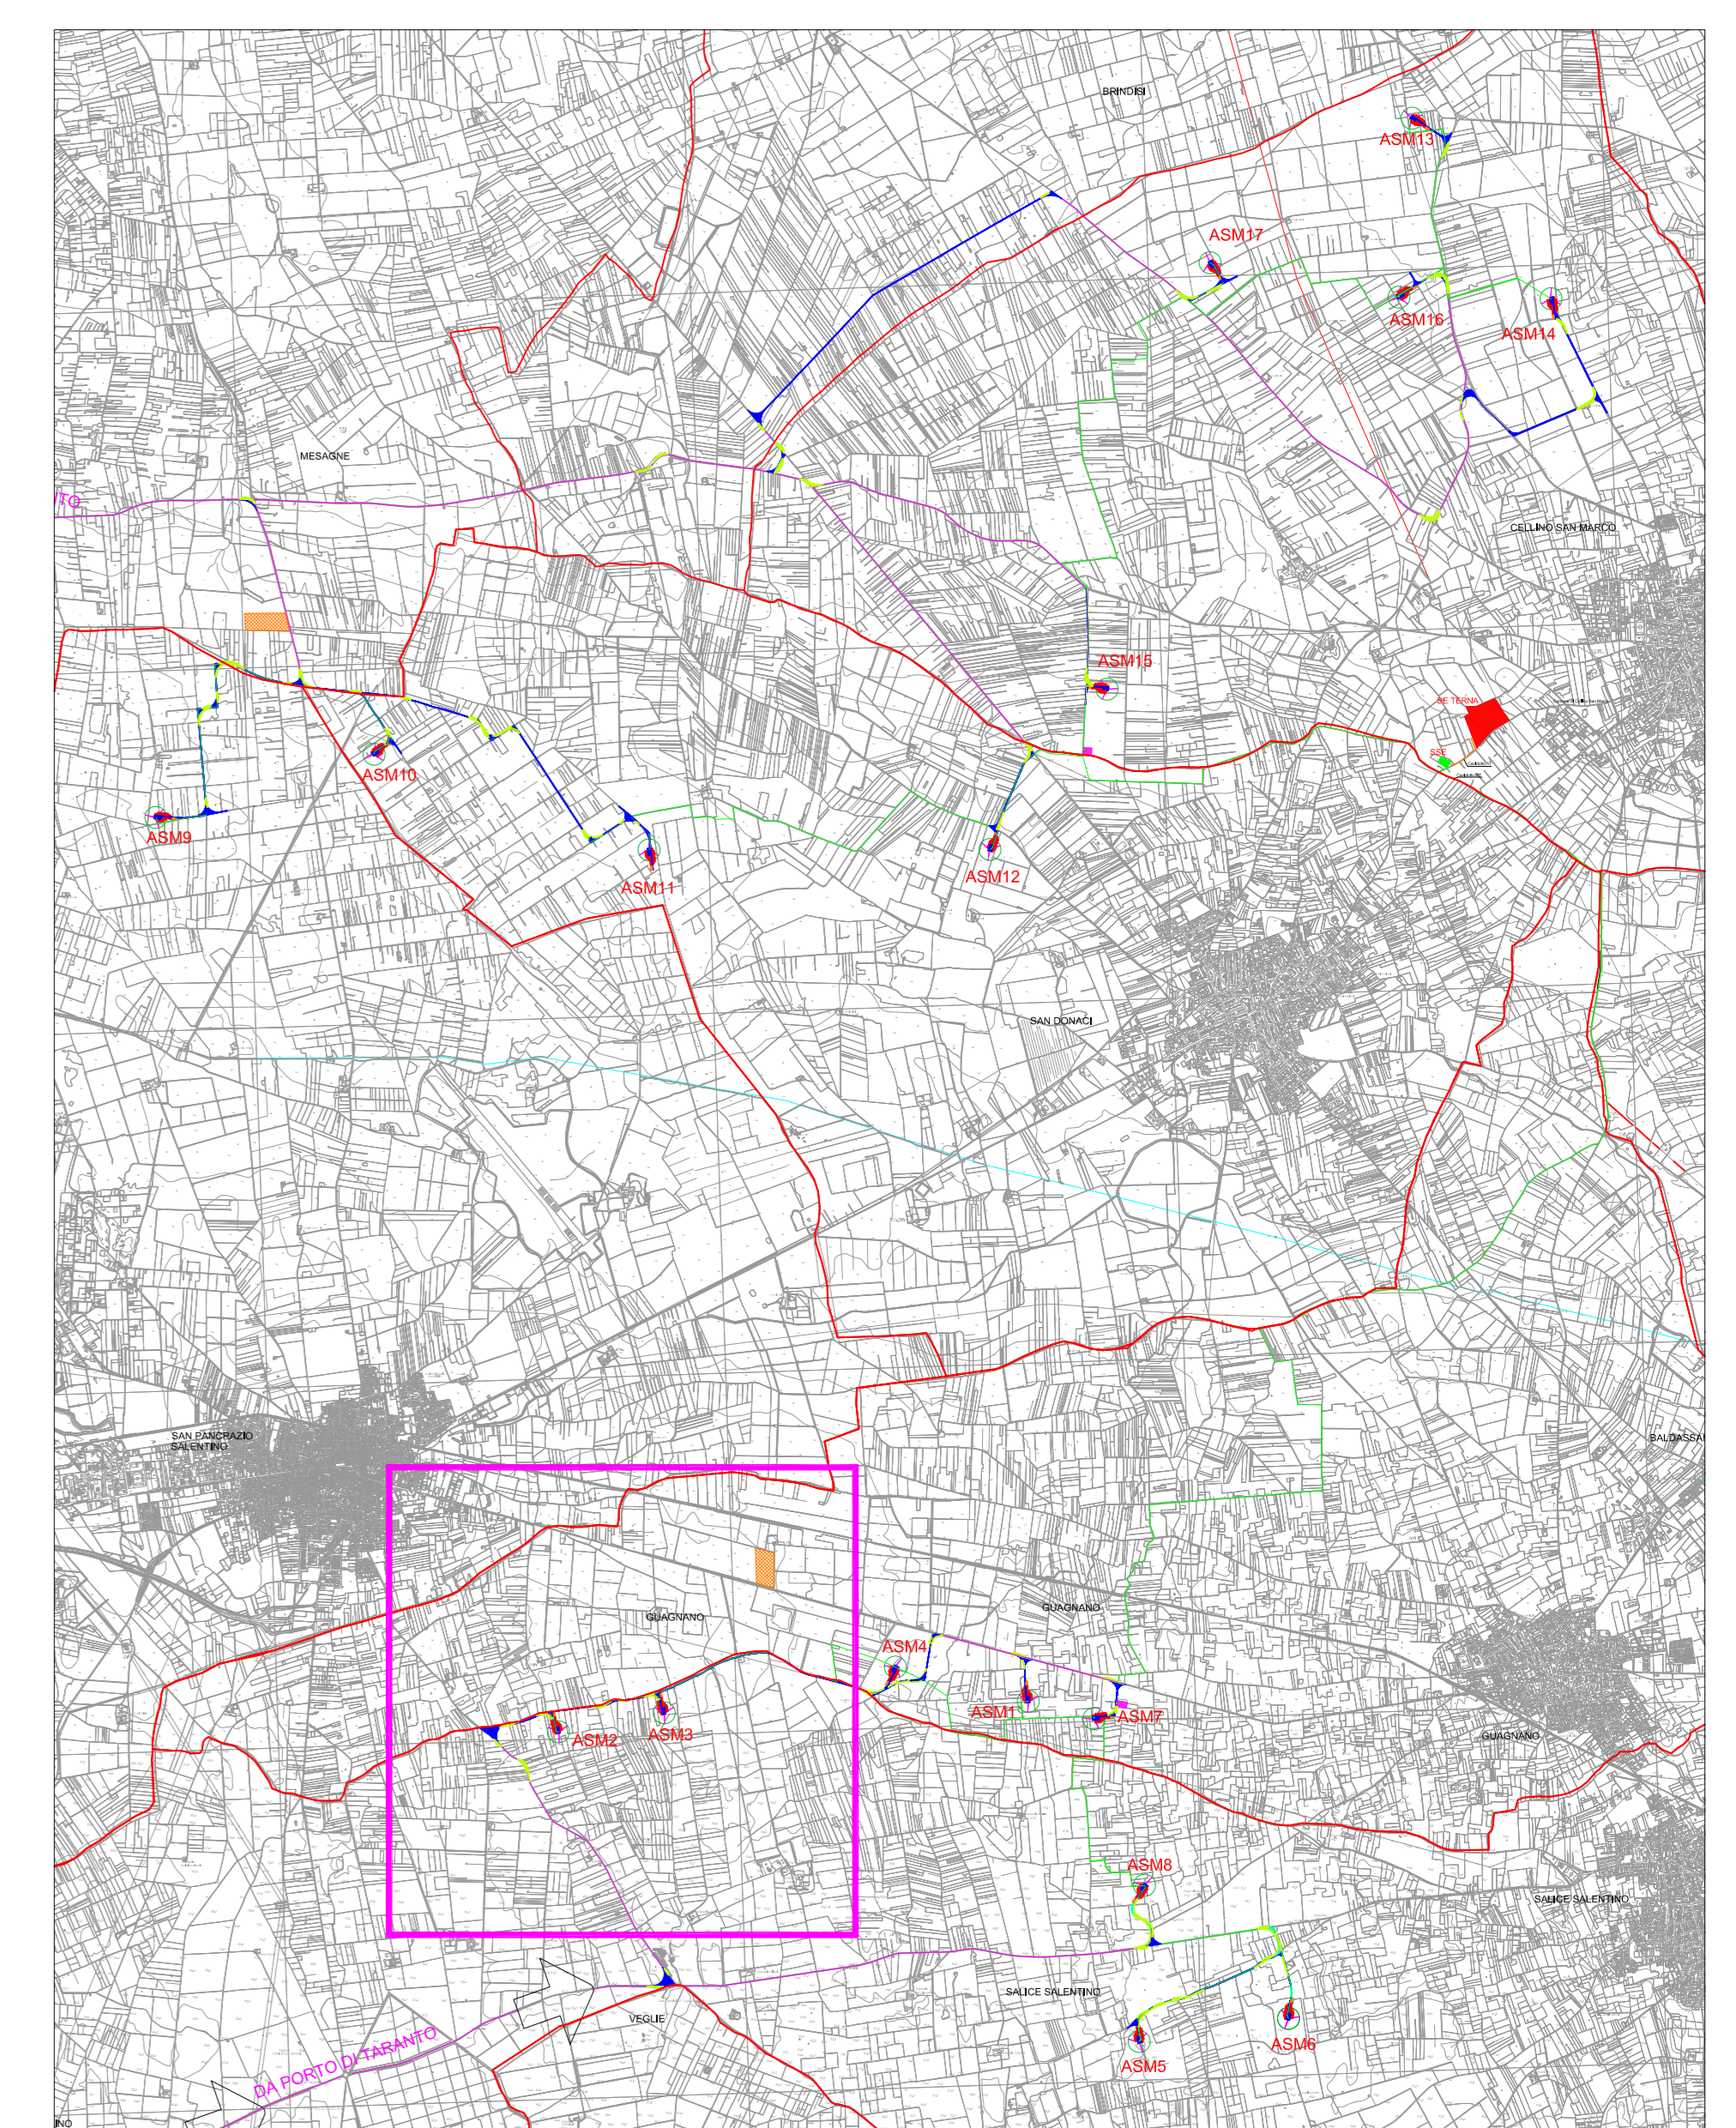 BRINDISI
ASM13
ASM17
ASM16
ASM14
MESAGNE
CELLINO SAN MARCO
ASM15
SE TERNA
SSE
ASM10
ASM9
ASM11
ASM12
SAN DONACI
SAN PANCRAZIO
SALENTINO
BALDASSA
GUAGNANO
GUAGNANO
ASM4
ASM1
ASM7
ASM2
ASM3
GUAGNANO
ASM8
SALICE SALENTINO
SALICE SALENTINO
VEGLIE
ASM6
ASM5
DA PORTO DI TARANTO